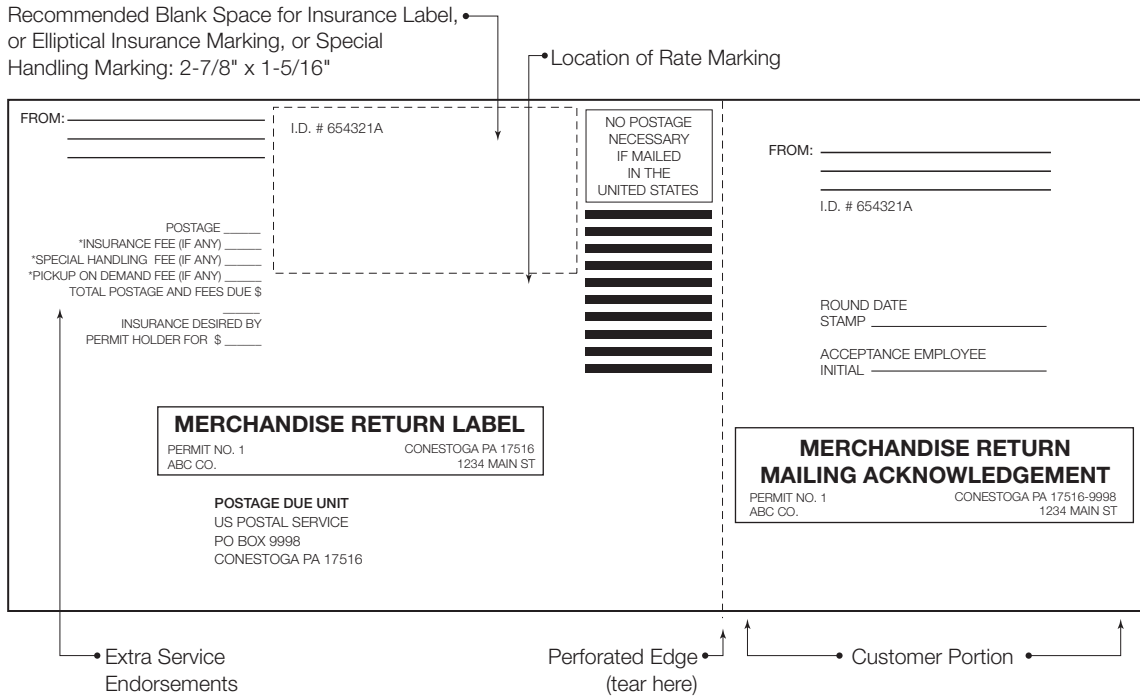 Recommended Blank Space for Insurance Label,
or Elliptical Insurance Marking, or Special
Handling Marking: 2-7/8" x 1-5/16"
Location of Rate Marking
FROM:
I.D. # 654321A
NO POSTAGE
NECESSARY
IF MAILED
IN THE
UNITED STATES
POSTAGE ______
*INSURANCE FEE (IF ANY) ______
*SPECIAL HANDLING FEE (IF ANY) ______
*PICKUP ON DEMAND FEE (IF ANY) ______
TOTAL POSTAGE AND FEES DUE $
______
INSURANCE DESIRED BY
PERMIT HOLDER FOR $ ______
MERCHANDISE RETURN LABEL
PERMIT NO. 1 CONESTOGA PA 17516
ABC CO. 1234 MAIN ST
POSTAGE DUE UNIT
US POSTAL SERVICE
PO BOX 9998
CONESTOGA PA 17516
FROM:
I.D. # 654321A
ROUND DATE
STAMP
ACCEPTANCE EMPLOYEE
INITIAL
MERCHANDISE RETURN
MAILING ACKNOWLEDGEMENT
PERMIT NO. 1 CONESTOGA PA 17516-9998
ABC CO. 1234 MAIN ST
Extra Service
Endorsements
Perforated Edge
(tear here)
Customer Portion